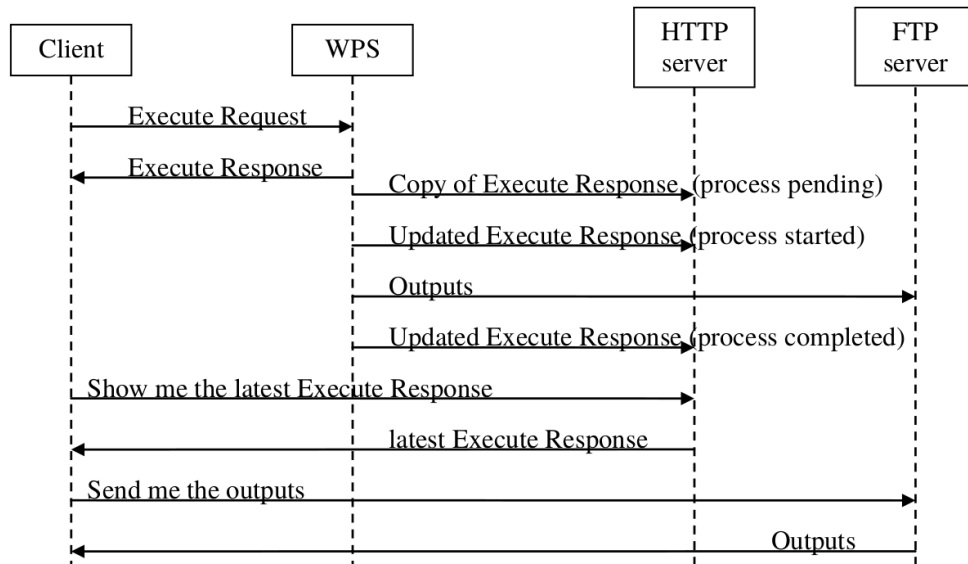 Client
WPS
HTTP
server
FTP
server
Execute Request
Execute Response
Copy of Execute Response (process pending)
Updated Execute Response (process started)
Outputs
Updated Execute Response (process completed)
Show me the latest Execute Response
latest Execute Response
Send me the outputs
Outputs